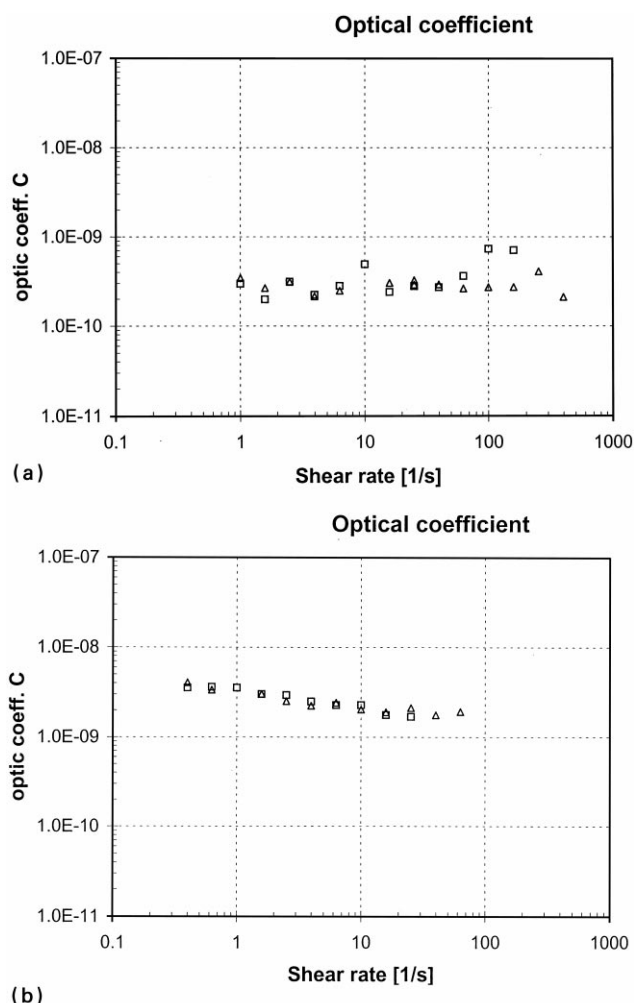 Optical coefficient
1.0E-07
1.0E-08
1.0E-09
1.0E-10
1.0E-11
optic coeff. C
0.1 1 10 100 1000
Shear rate [1/s]
(a)
Optical coefficient
1.0E-07
1.0E-08
1.0E-09
1.0E-10
1.0E-11
optic coeff. C
0.1 1 10 100 1000
Shear rate [1/s]
(b)